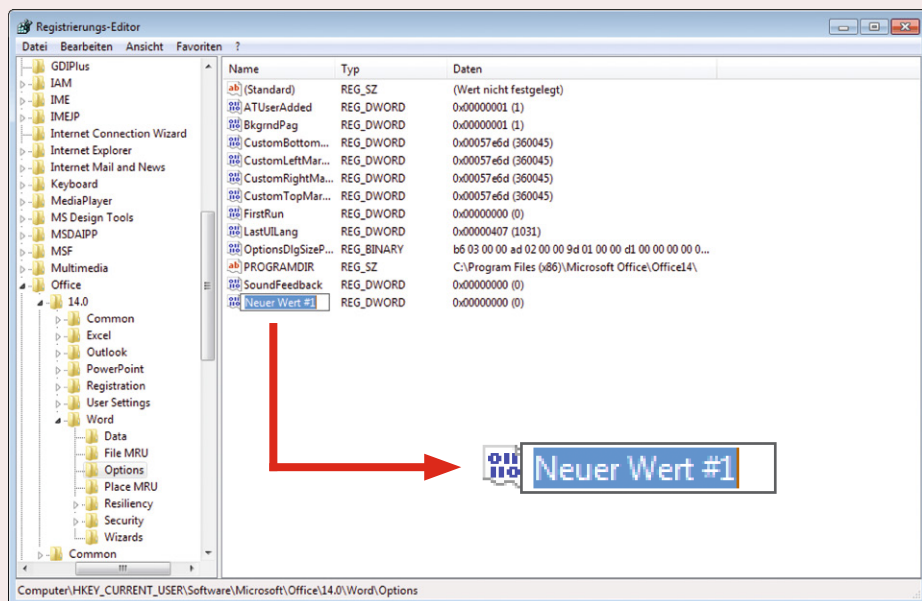 Registrierungs-Editor
Datei Bearbeiten Ansicht Favoriten ?
GDIPlus
IAM
IME
IMEJP
Internet Connection Wizard
Internet Explorer
Internet Mail and News
Keyboard
MediaPlayer
MS Design Tools
MSDAIPP
MSF
Multimedia
Office
14.0
Common
Excel
Outlook
PowerPoint
Registration
User Settings
Word
Data
File MRU
Options
Place MRU
Resiliency
Security
Wizards
Common
Name Typ Daten
(Standard) REG_SZ (Wert nicht festgelegt)
ATUserAdded REG_DWORD 0x00000001 (1)
BkgrndPag REG_DWORD 0x00000001 (1)
CustomBottom... REG_DWORD 0x00057e6d (360045)
CustomLeftMar... REG_DWORD 0x00057e6d (360045)
CustomRightMa... REG_DWORD 0x00057e6d (360045)
CustomTopMar... REG_DWORD 0x00057e6d (360045)
FirstRun REG_DWORD 0x00000000 (0)
LastUILang REG_DWORD 0x00000407 (1031)
OptionsDlgSizeP... REG_BINARY b6 03 00 00 ad 02 00 00 9d 01 00 00 d1 00 00 00 00 0...
PROGRAMDIR REG_SZ C:\Program Files (x86)\Microsoft Office\Office14\
SoundFeedback REG_DWORD 0x00000000 (0)
Neuer Wert #1 REG_DWORD 0x00000000 (0)
Neuer Wert #1
Computer\HKEY_CURRENT_USER\Software\Microsoft\Office\14.0\Word\Options